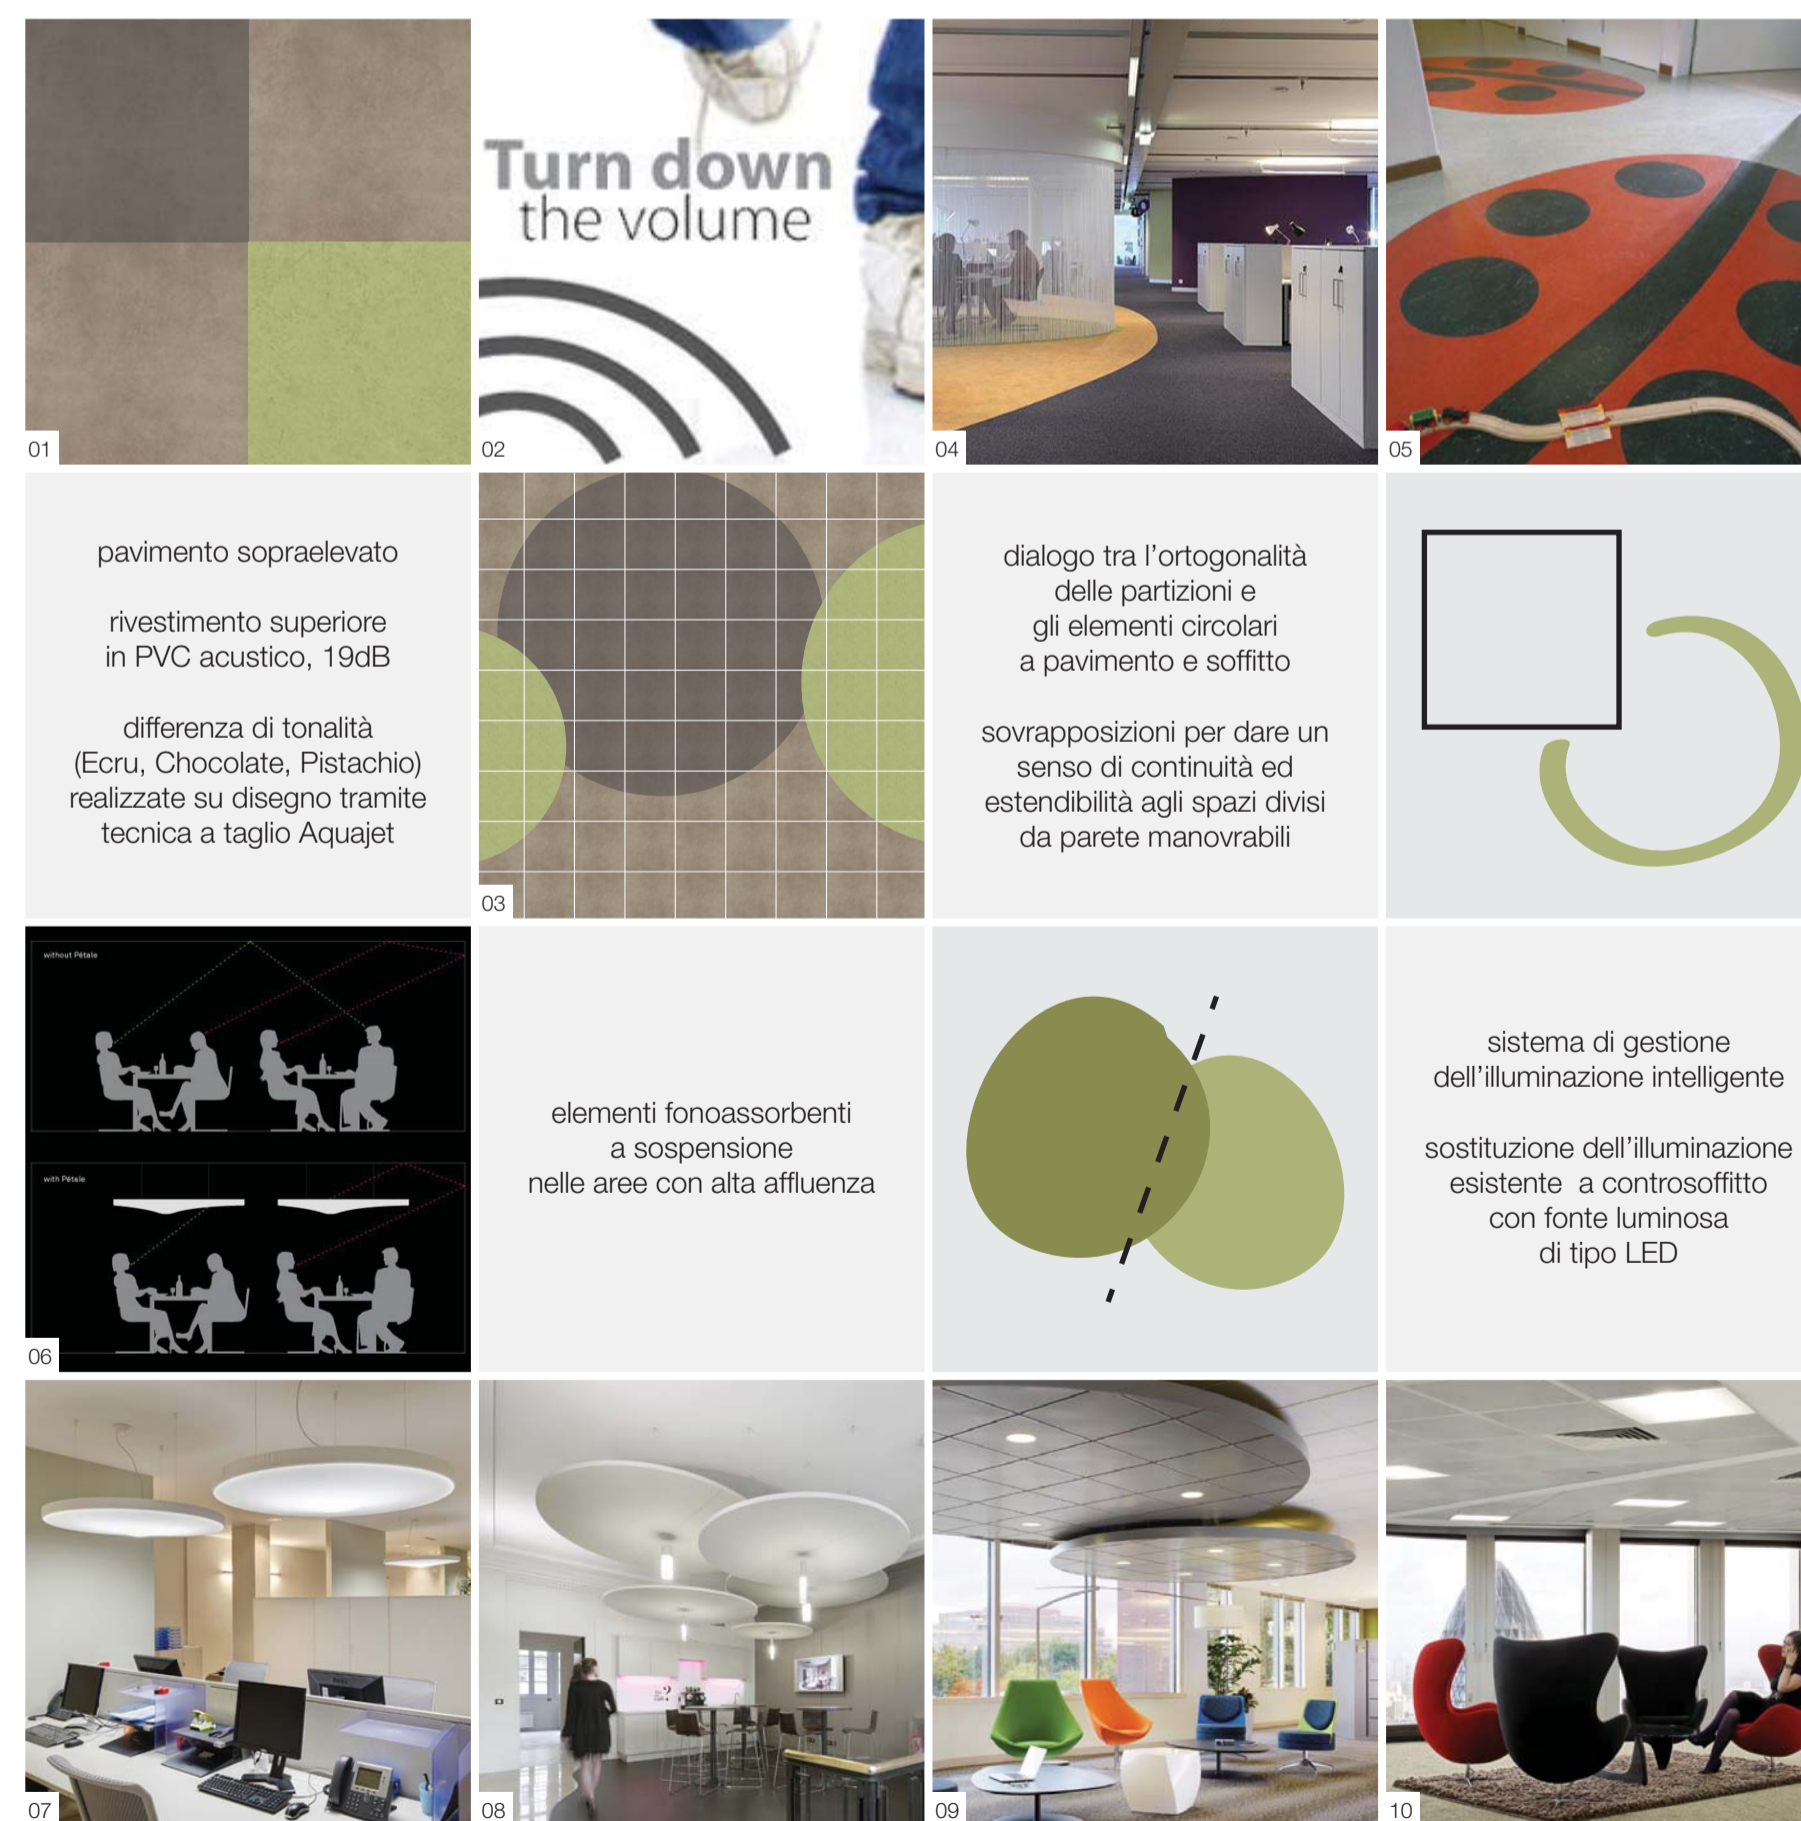 01
Turn down
the volume
02
04
05
pavimento sopraelevato
rivestimento superiore
in PVC acustico, 19dB
differenza di tonalità
(Ecru, Chocolate, Pistachio)
realizzate su disegno tramite
tecnica a taglio Aquajet
03
dialogo tra l'ortogonalità
delle partizioni e
gli elementi circolari
a pavimento e soffitto
sovrapposizioni per dare un
senso di continuità ed
estendibilità agli spazi divisi
da parete manovrabili
without Pétale
with Pétale
06
elementi fonoassorbenti
a sospensione
nelle aree con alta affluenza
sistema di gestione
dell'illuminazione intelligente
sostituzione dell'illuminazione
esistente  a controsoffitto
con fonte luminosa
di tipo LED
07
08
09
10